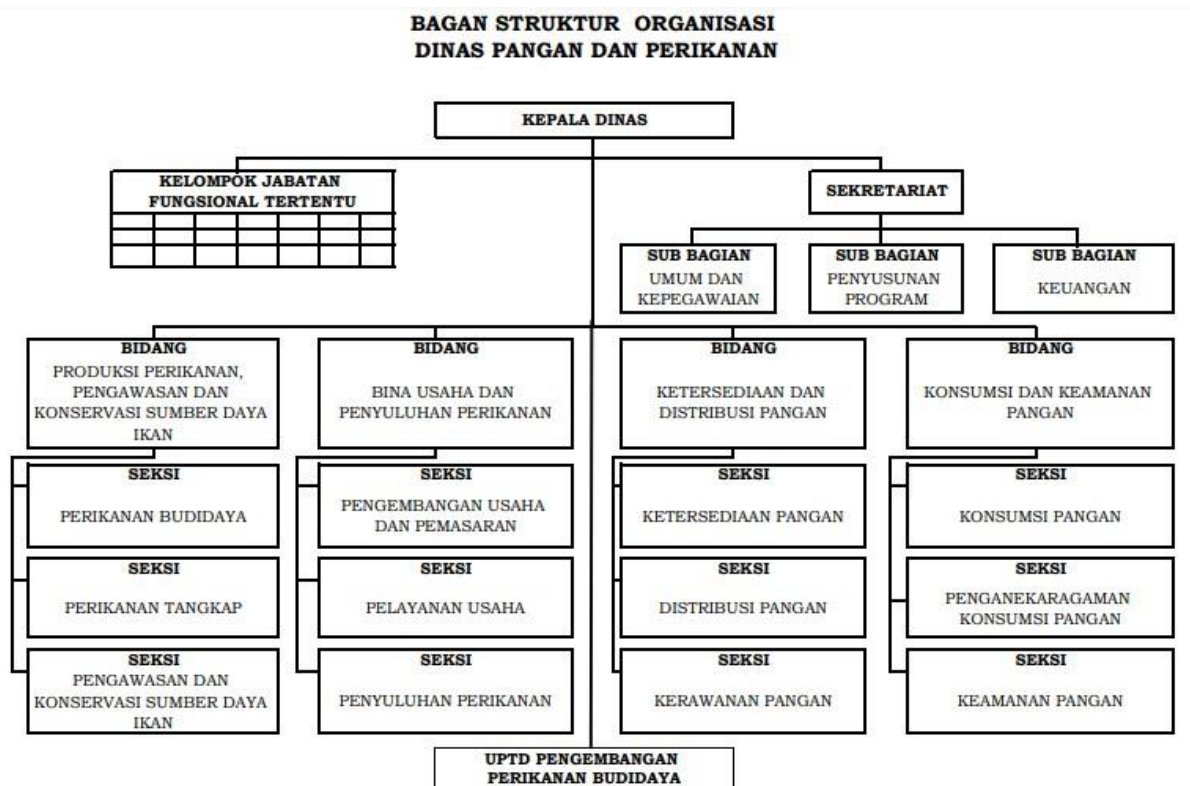 BAGAN STRUKTUR ORGANISASI
DINAS PANGAN DAN PERIKANAN
KEPALA DINAS
KELOMPOK JABATAN
FUNGSIONAL TERTENTU
SEKRETARIAT
SUB BAGIAN
UMUM DAN
KEPEGAWAIAN
SUB BAGIAN
PENYUSUNAN
PROGRAM
SUB BAGIAN
KEUANGAN
BIDANG
PRODUKSI PERIKANAN,
PENGAWASAN DAN
KONSERVASI SUMBER DAYA
IKAN
BIDANG
BINA USAHA DAN
PENYULUHAN PERIKANAN
BIDANG
KETERSEDIAAN DAN
DISTRIBUSI PANGAN
BIDANG
KONSUMSI DAN KEAMANAN
PANGAN
SEKSI
PERIKANAN BUDIDAYA
SEKSI
PENGEMBANGAN USAHA
DAN PEMASARAN
SEKSI
KETERSEDIAAN PANGAN
SEKSI
KONSUMSI PANGAN
SEKSI
PERIKANAN TANGKAP
SEKSI
PELAYANAN USAHA
SEKSI
DISTRIBUSI PANGAN
SEKSI
PENGANEKARAGAMAN
KONSUMSI PANGAN
SEKSI
PENGAWASAN DAN
KONSERVASI SUMBER DAYA
IKAN
SEKSI
PENYULUHAN PERIKANAN
SEKSI
KERAWANAN PANGAN
SEKSI
KEAMANAN PANGAN
UPTD PENGEMBANGAN
PERIKANAN BUDIDAYA